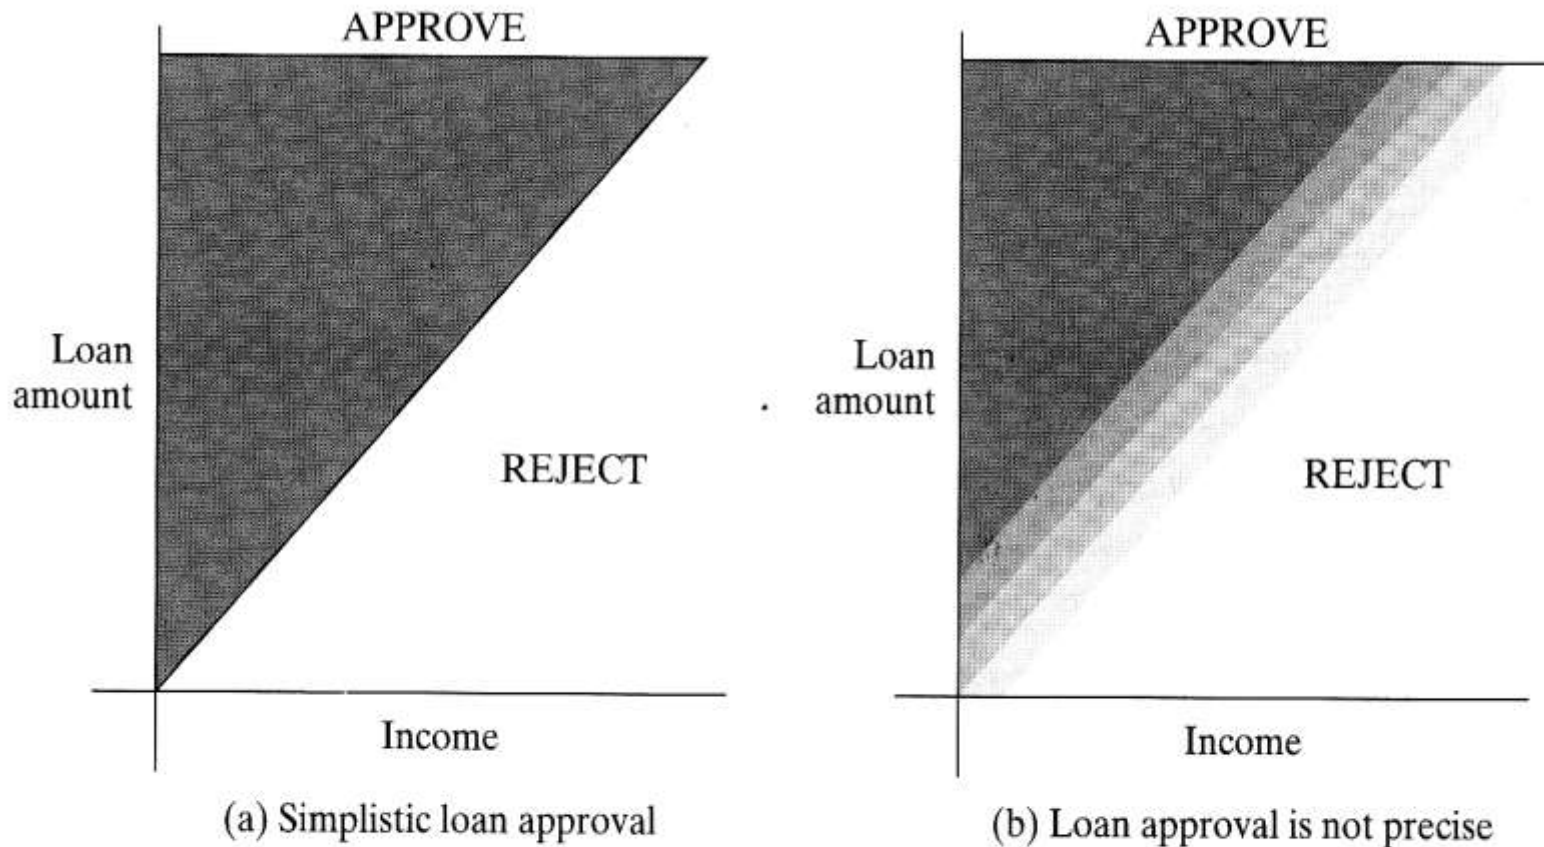 APPROVE
Loan
amount
REJECT
Income
(a) Simplistic loan approval
APPROVE
Loan
amount
REJECT
Income
(b) Loan approval is not precise